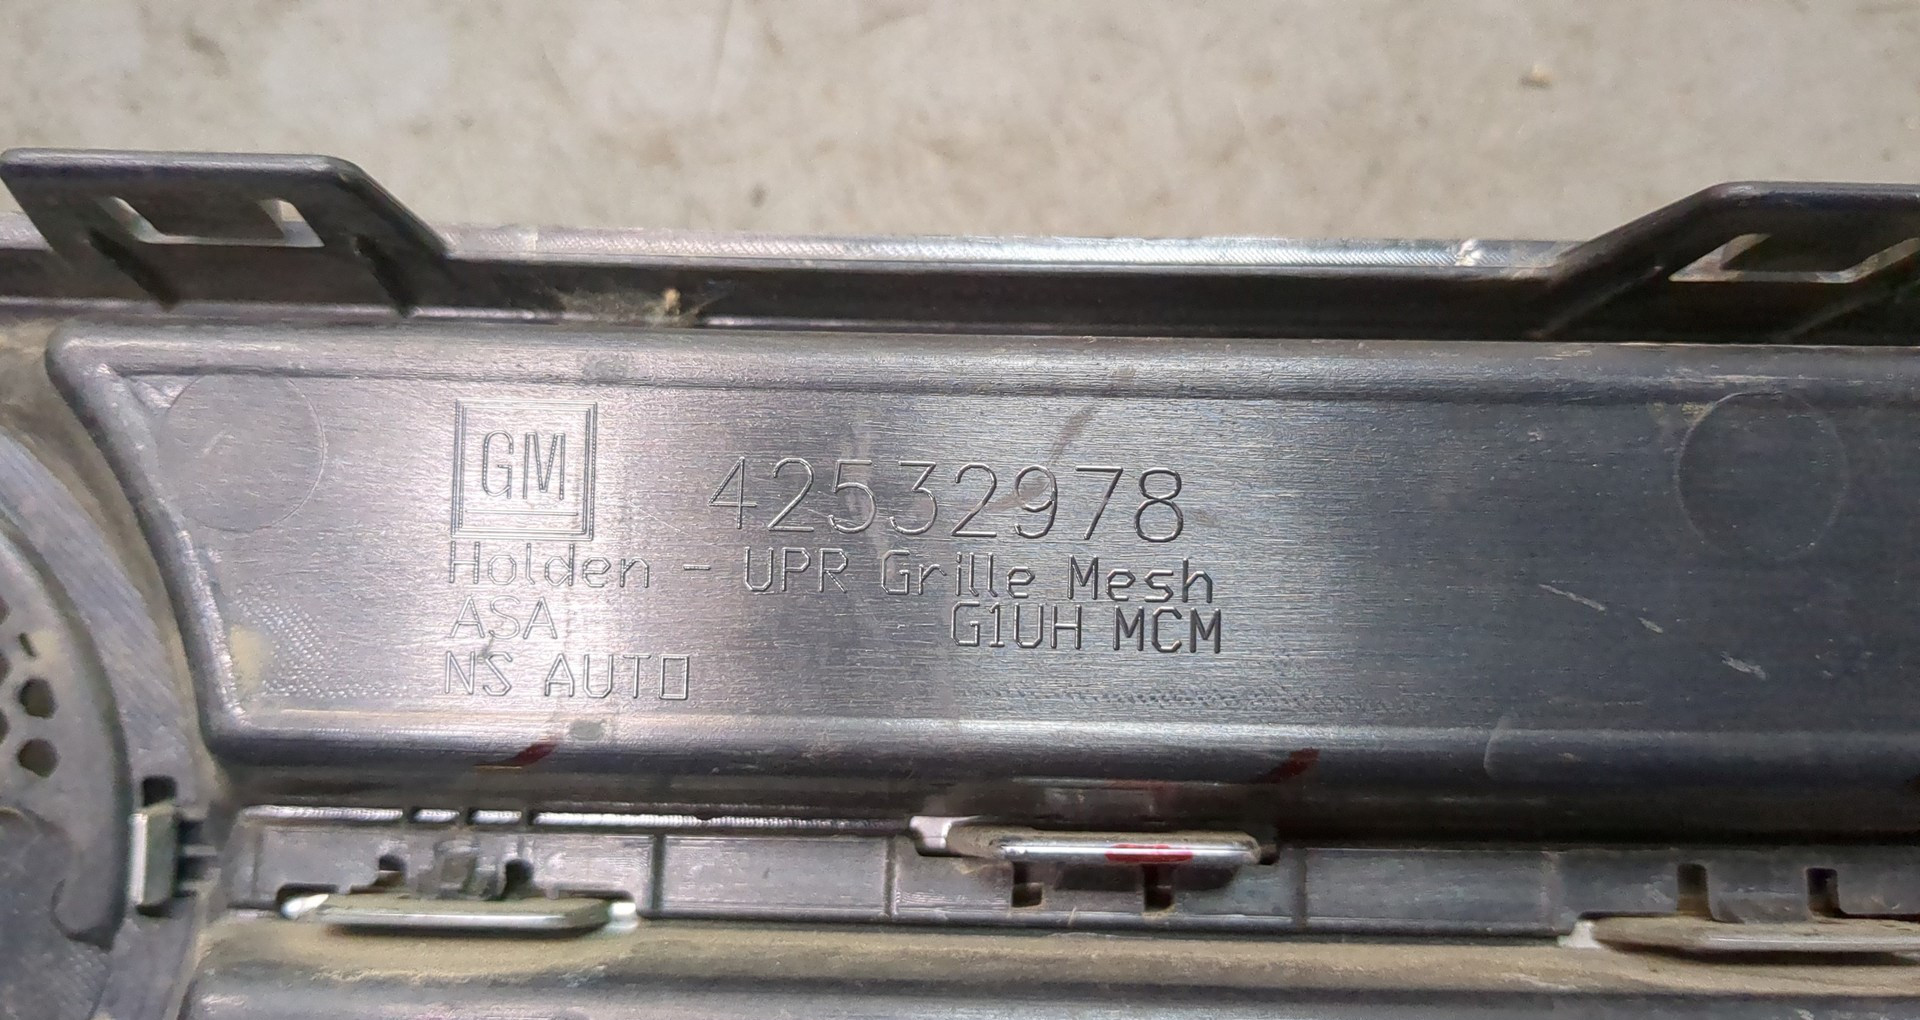 GM
42532978
Holden - UPR Grille Mesh
ASA
G1UH MCM
NS AUTO